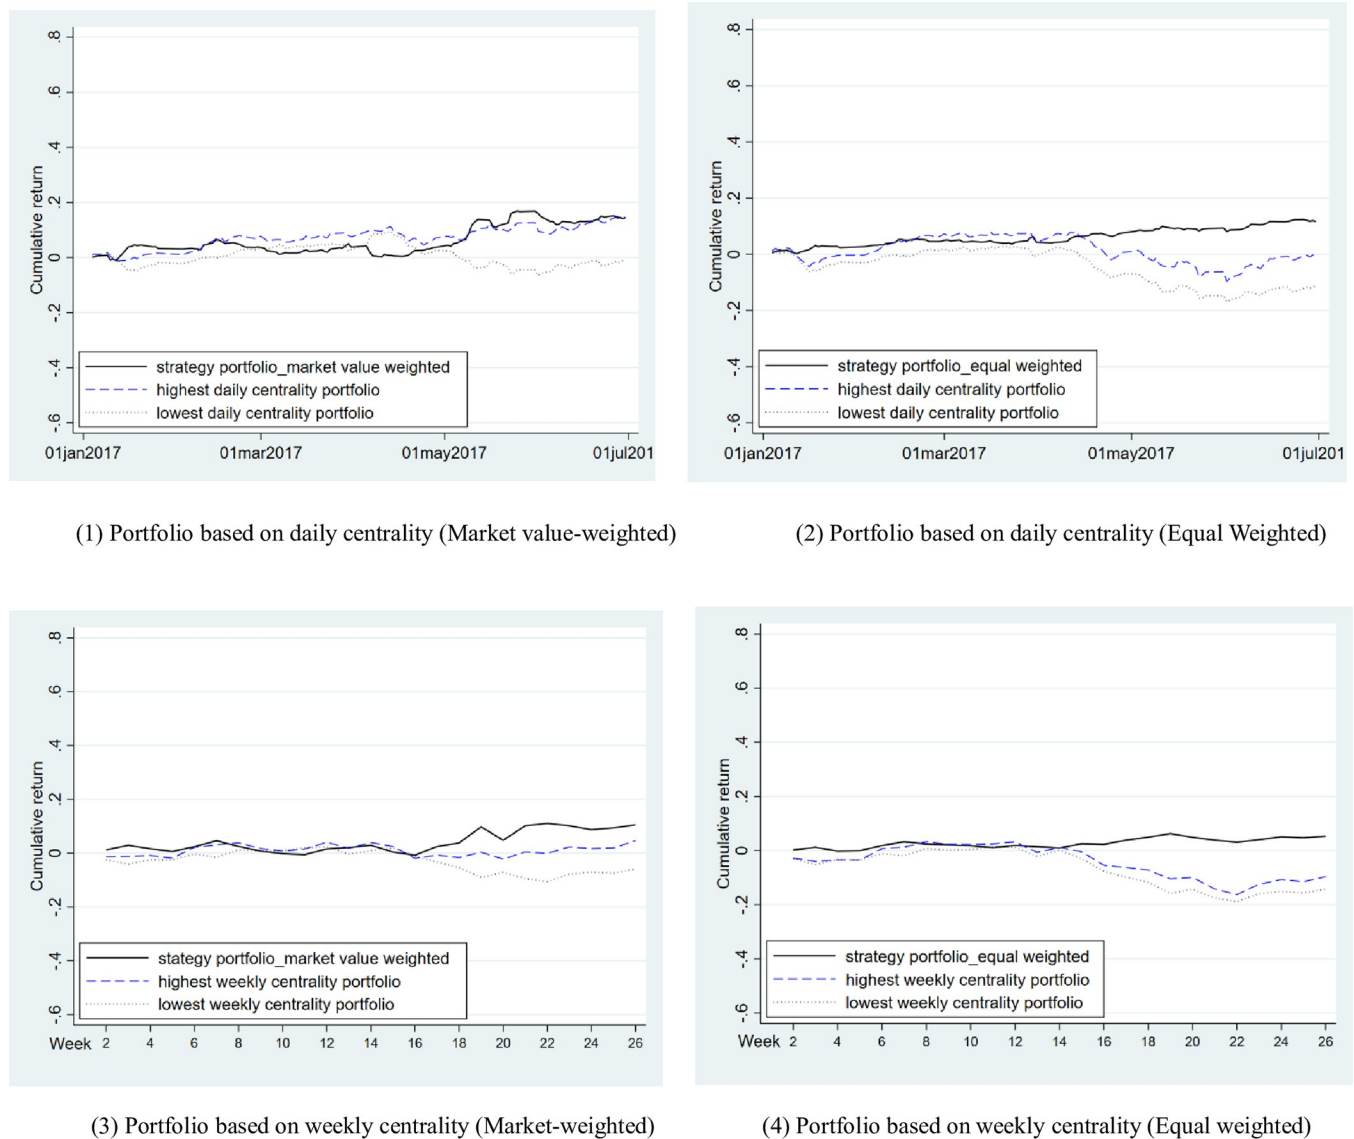 .8
.6
.4
.2
0
-.2
-.4
-.6
Cumulative return
strategy portfolio_market value weighted
highest daily centrality portfolio
lowest daily centrality portfolio
01jan2017 01mar2017 01may2017 01jul201
(1) Portfolio based on daily centrality (Market value-weighted)
.8
.6
.4
.2
0
-.2
-.4
-.6
Cumulative return
strategy portfolio_equal weighted
highest daily centrality portfolio
lowest daily centrality portfolio
01jan2017 01mar2017 01may2017 01jul201
(2) Portfolio based on daily centrality (Equal Weighted)
.8
.6
.4
.2
0
-.2
-.4
-.6
Cumulative return
stategy portfolio_market value weighted
highest weekly centrality portfolio
lowest weekly centrality portfolio
Week 2 4 6 8 10 12 14 16 18 20 22 24 26
(3) Portfolio based on weekly centrality (Market-weighted)
.8
.6
.4
.2
0
-.2
-.4
-.6
Cumulative return
strategy portfolio_equal weighted
highest weekly centrality portfolio
lowest weekly centrality portfolio
Week 2 4 6 8 10 12 14 16 18 20 22 24 26
(4) Portfolio based on weekly centrality (Equal weighted)